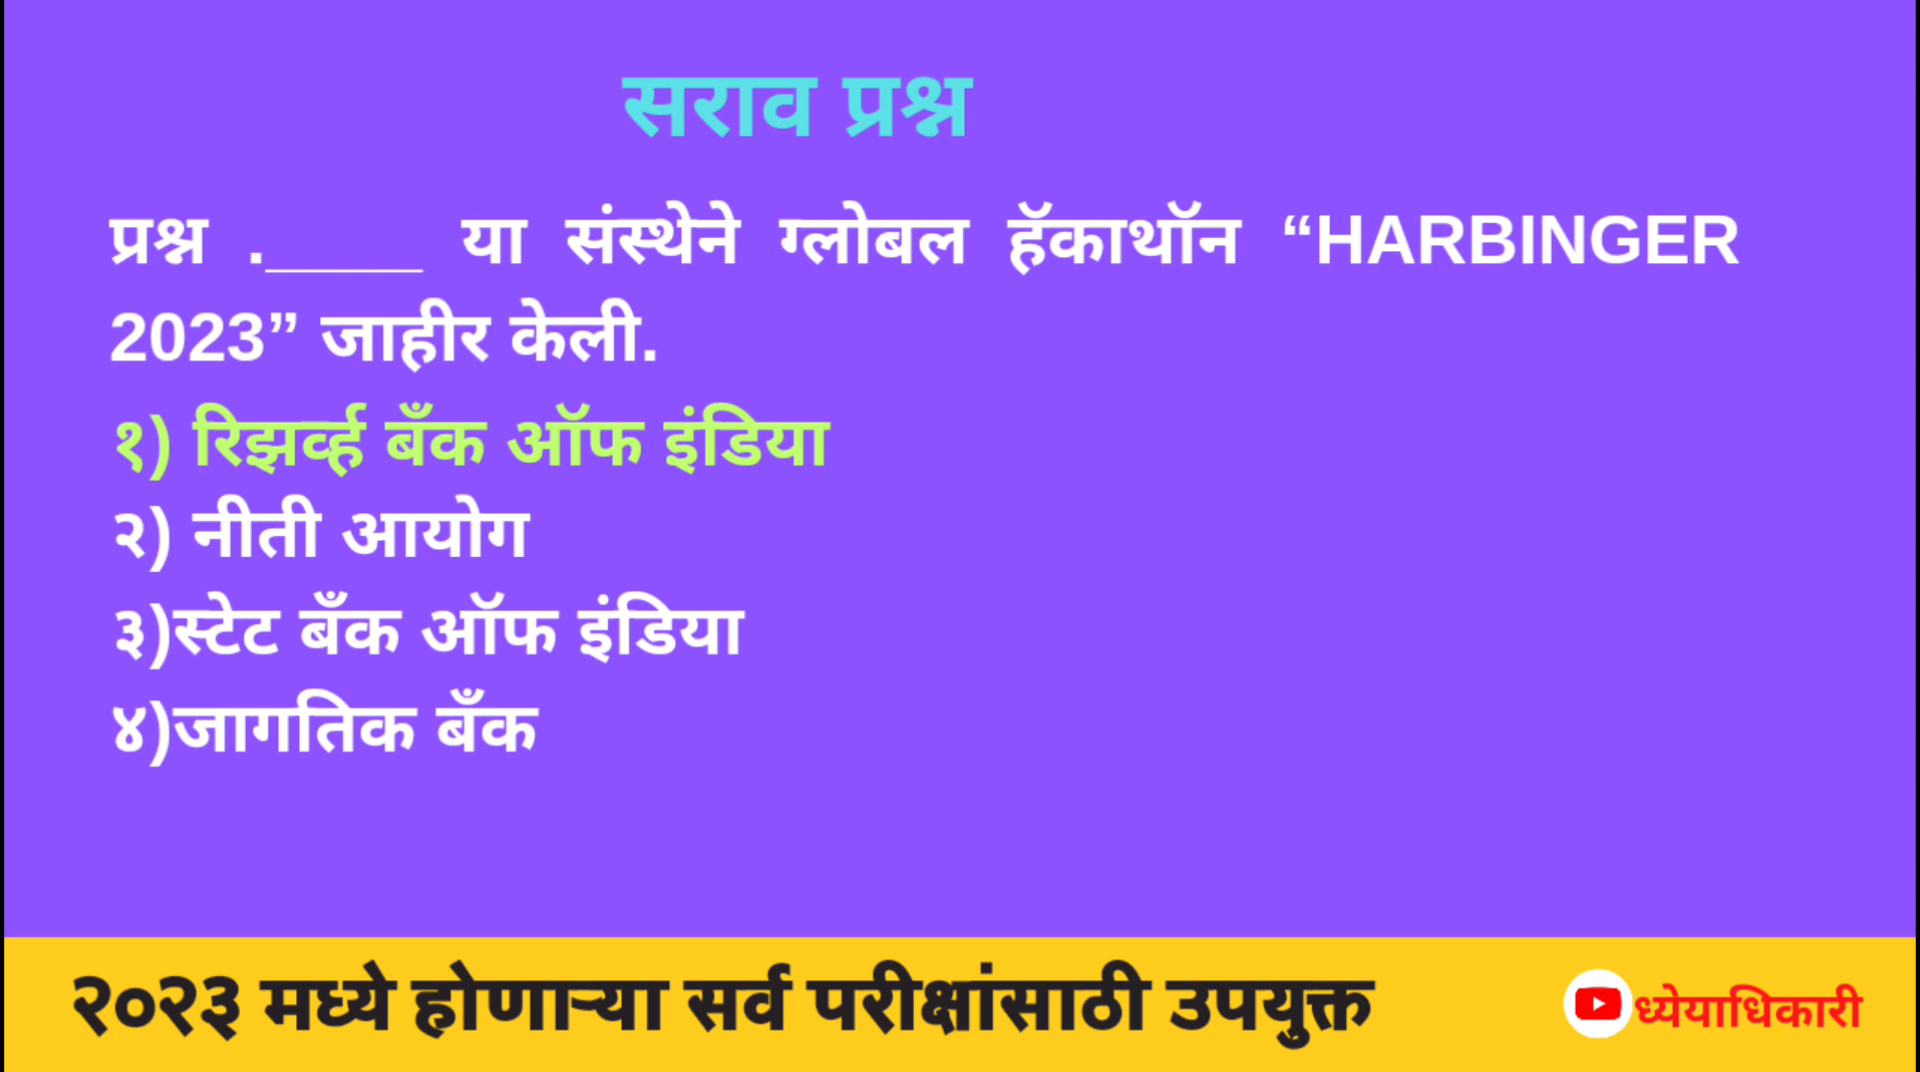 सराव प्रश्न
प्रश्न .____ या संस्थेने ग्लोबल हॅकाथॉन “HARBINGER
2023” जाहीर केली.
१) रिझर्व्ह बँक ऑफ इंडिया
२) नीती आयोग
३)स्टेट बँक ऑफ इंडिया
४)जागतिक बँक
२०२३ मध्ये होणाऱ्या सर्व परीक्षांसाठी उपयुक्त
ध्येयाधिकारी